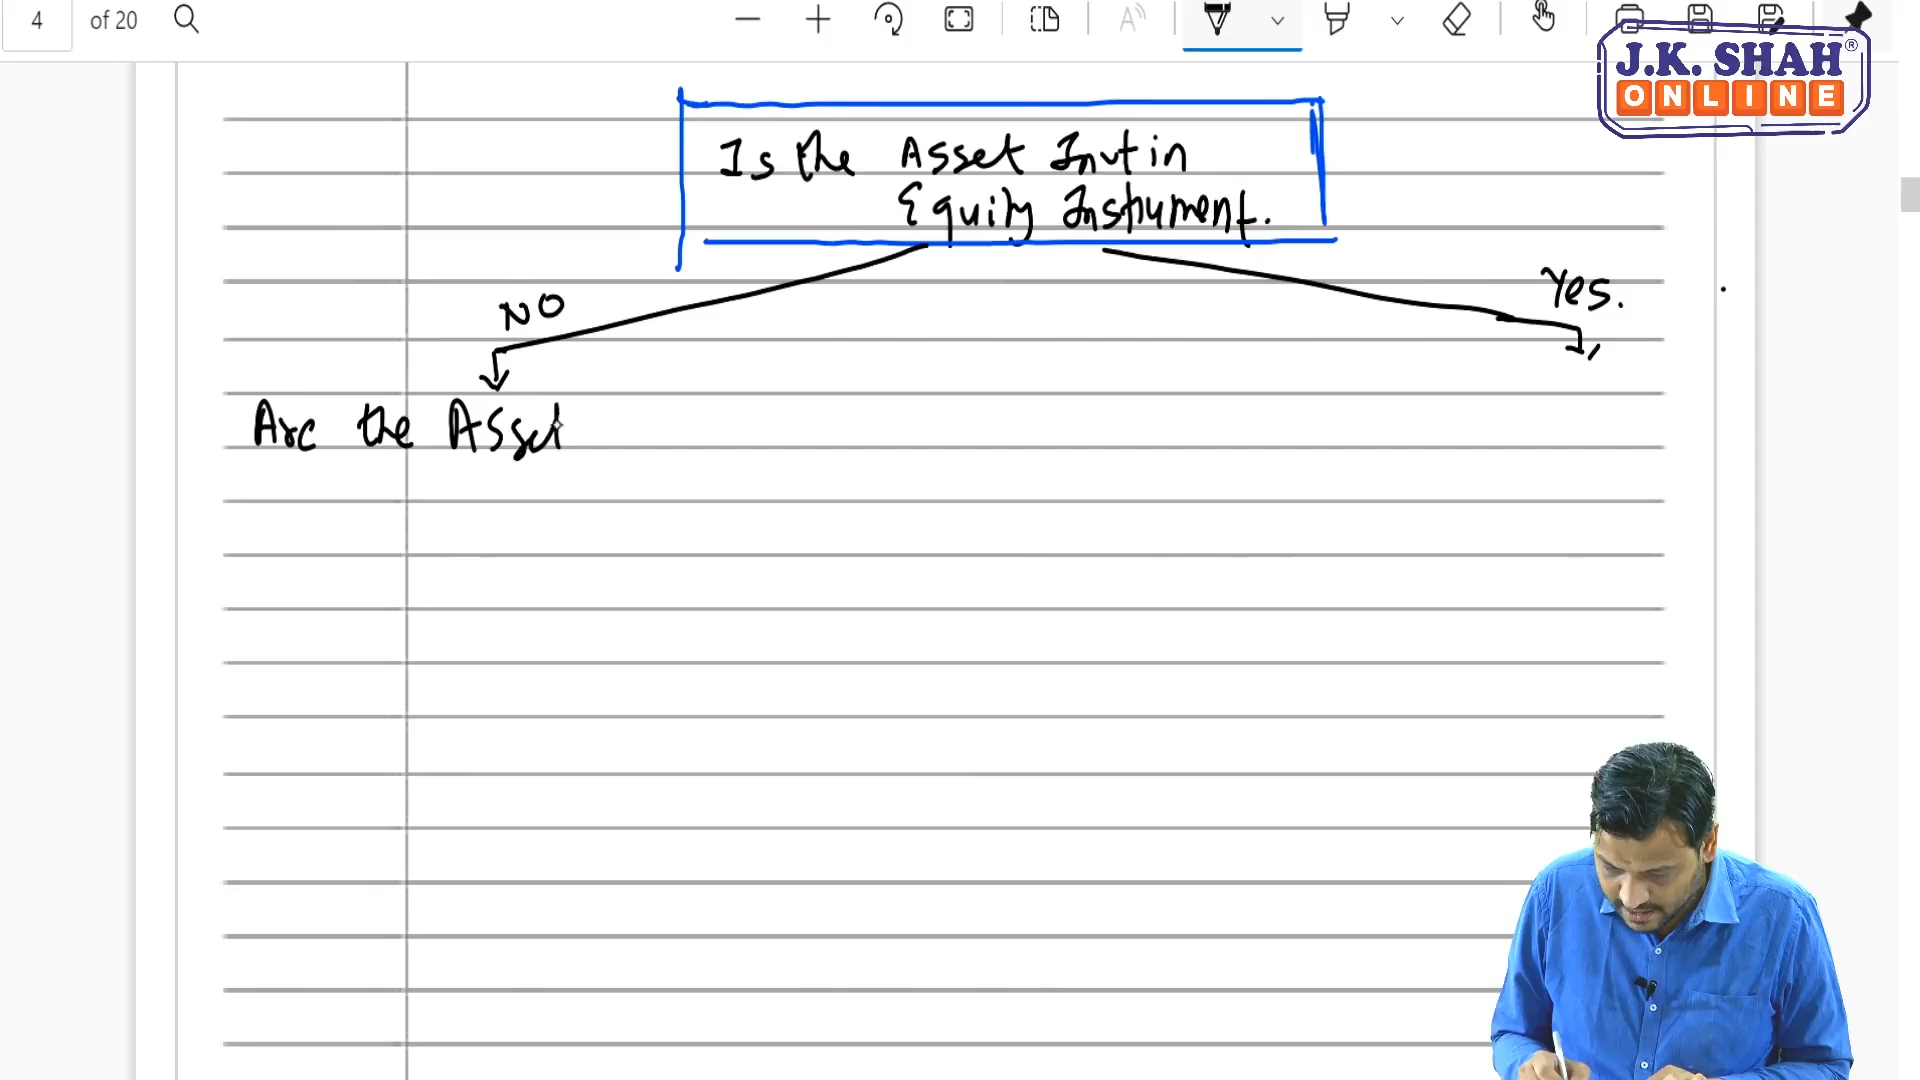 4 of 20
J.K. SHAH®
ONLINE
Is the Asset Invt in
Equity Instrument.
NO
Yes.
Are the Asset